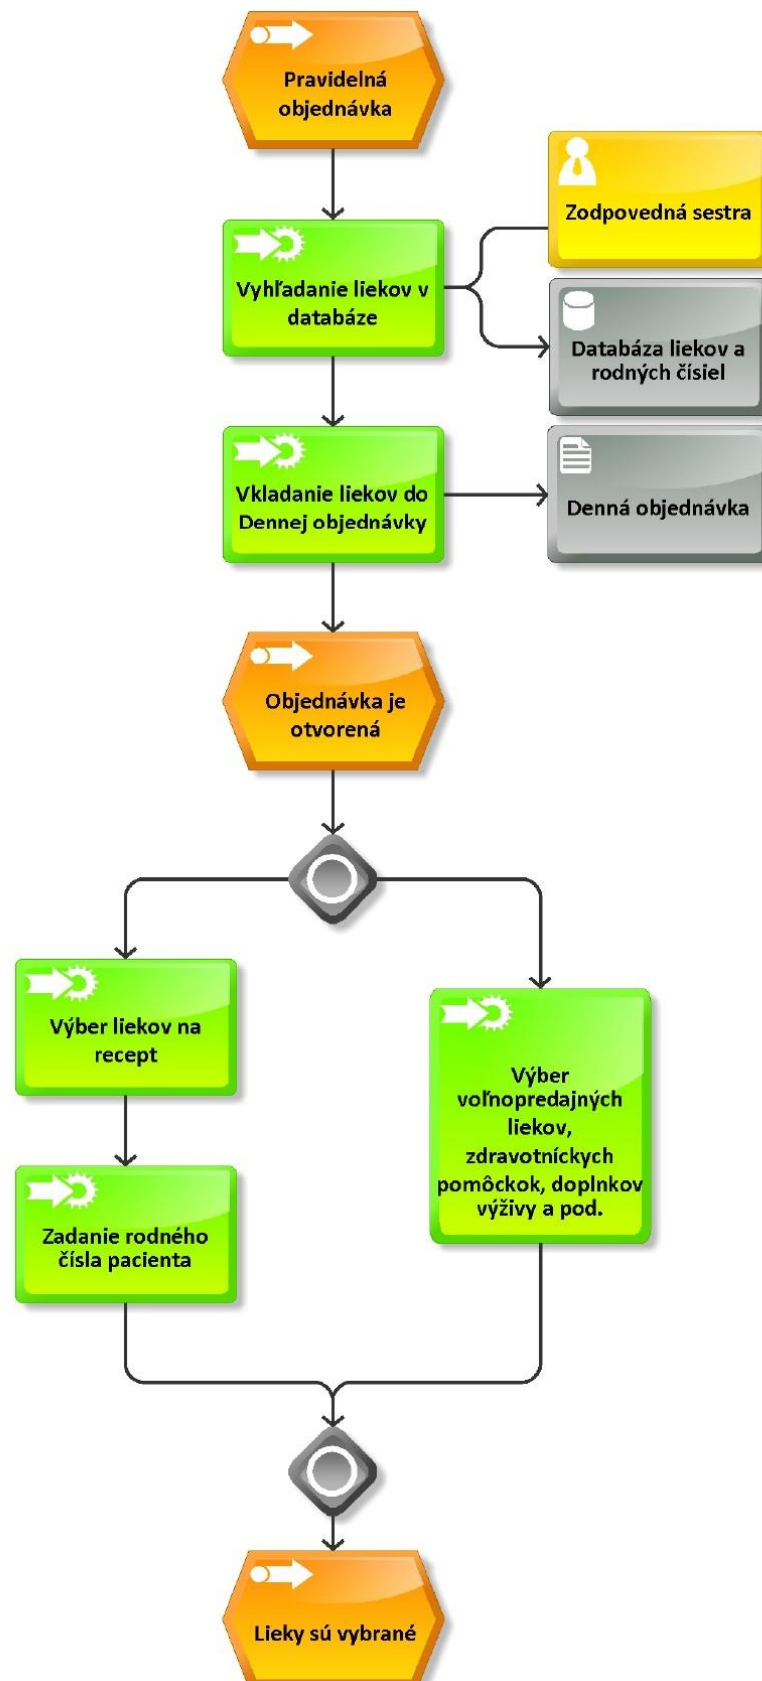 Pravidelná
objednávka
Zodpovedná sestra
Vyhľadanie liekov v
databáze
Databáza liekov a
rodných čísiel
Vkladanie liekov do
Dennej objednávky
Denná objednávka
Objednávka je
otvorená
Výber liekov na
recept
Výber
voľnopredajných
liekov,
zdravotníckych
pomôckok, doplnkov
výživy a pod.
Zadanie rodného
čísla pacienta
Lieky sú vybrané